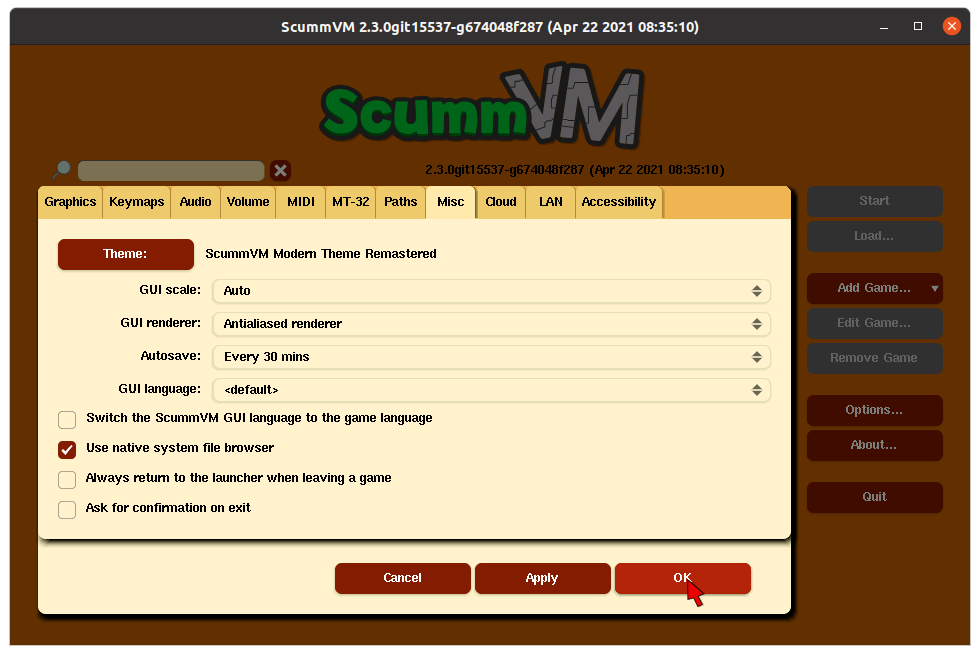 ScummVM 2.3.0git15537-g674048f287 (Apr 22 2021 08:35:10)
ScummVM
2.3.0git15537-g674048f287 (Apr 22 2021 08:35:10)
Graphics Keymaps Audio Volume MIDI MT-32 Paths Misc Cloud LAN Accessibility
Theme: ScummVM Modern Theme Remastered
GUI scale: Auto
GUI renderer: Antialiased renderer
Autosave: Every 30 mins
GUI language: <default>
Switch the ScummVM GUI language to the game language
Use native system file browser
Always return to the launcher when leaving a game
Ask for confirmation on exit
Cancel Apply OK
Start
Load...
Add Game...
Edit Game...
Remove Game
Options...
About...
Quit